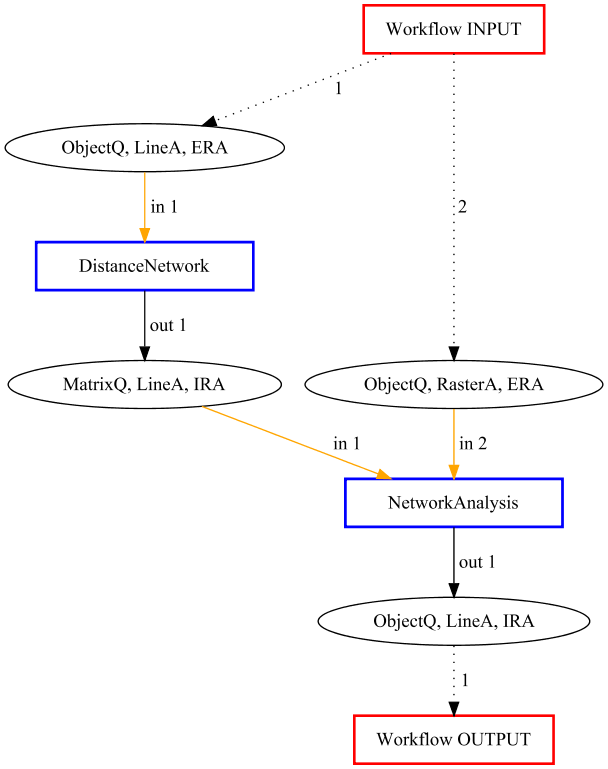 Workflow INPUT
1
ObjectQ, LineA, ERA
in 1
2
DistanceNetwork
out 1
MatrixQ, LineA, IRA
ObjectQ, RasterA, ERA
in 1
in 2
NetworkAnalysis
out 1
ObjectQ, LineA, IRA
1
Workflow OUTPUT